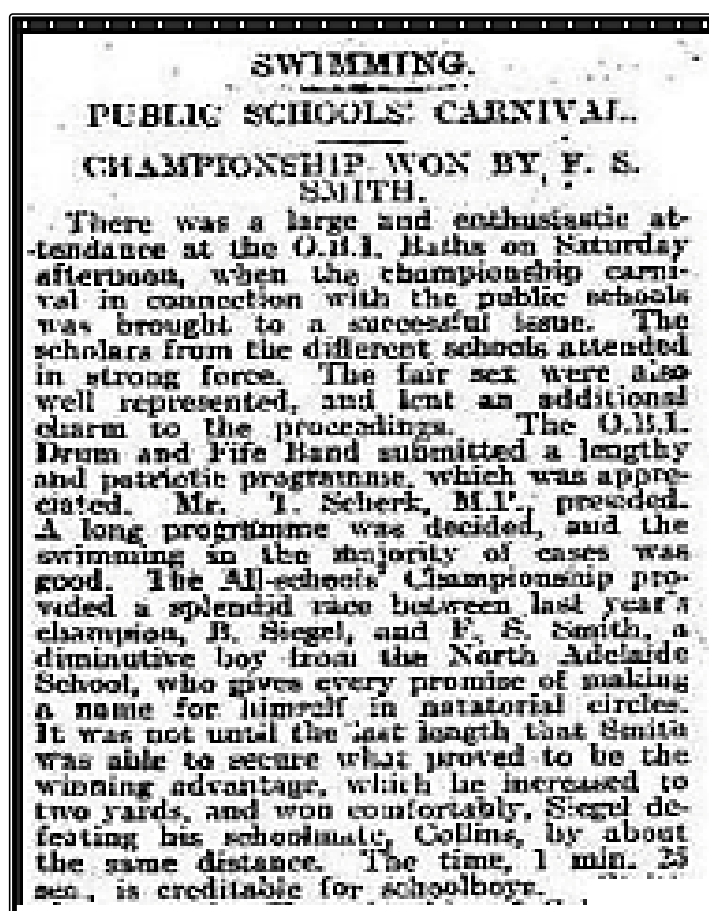 SWIMMING.
PUBLIC SCHOOLS' CARNIVAL.
CHAMPIONSHIP WON BY F. S.
SMITH.
There was a large and enthusiastic at-
tendance at the O.B.I. Baths on Saturday
afternoon, when the championship carni-
val in connection with the public schools
was brought to a successful issue. The
scholars from the different schools attended
in strong force. The fair sex were also
well represented, and lent an additional
charm to the proceedings. The O.B.I.
Drum and Fife Band submitted a lengthy
and patriotic programme, which was appre-
ciated. Mr. T. Scherk, M.P., presided.
A long programme was decided, and the
swimming in the majority of cases was
good. The All-schools' Championship pro-
vided a splendid race between last year's
champion, B. Siegel, and F. S. Smith, a
diminutive boy from the North Adelaide
School, who gives every promise of making
a name for himself in natatorial circles.
It was not until the last length that Smith
was able to secure what proved to be the
winning advantage, which he increased to
two yards, and won comfortably, Siegel de-
feating his schoolmate, Collins, by about
the same distance. The time, 1 min. 25
sec., is creditable for schoolboys.